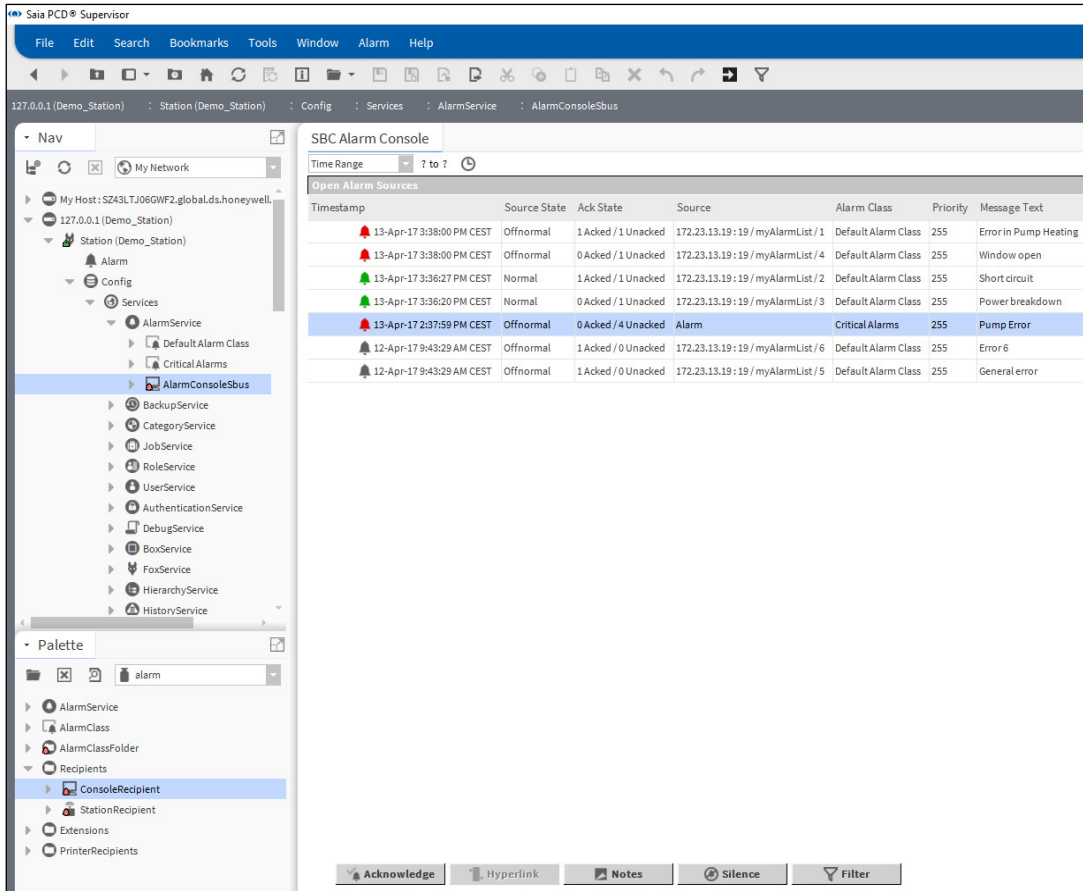 Saia PCD® Supervisor
File Edit Search Bookmarks Tools Window Alarm Help
127.0.0.1 (Demo_Station) : Station (Demo_Station) : Config : Services : AlarmService : AlarmConsoleSbus
Nav
My Network
My Host : SZ43LTJ06GWF2.global.ds.honeywell.
127.0.0.1 (Demo_Station)
Station (Demo_Station)
Alarm
Config
Services
AlarmService
Default Alarm Class
Critical Alarms
AlarmConsoleSbus
BackupService
CategoryService
JobService
RoleService
UserService
AuthenticationService
DebugService
BoxService
FoxService
HierarchyService
HistoryService
Palette
alarm
AlarmService
AlarmClass
AlarmClassFolder
Recipients
ConsoleRecipient
StationRecipient
Extensions
PrinterRecipients
SBC Alarm Console
Time Range ? to ?
Open Alarm Sources
Timestamp Source State Ack State Source Alarm Class Priority Message Text
13-Apr-17 3:38:00 PM CEST Offnormal 1 Acked / 1 Unacked 172.23.13.19 : 19 / myAlarmList / 1 Default Alarm Class 255 Error in Pump Heating
13-Apr-17 3:38:00 PM CEST Offnormal 0 Acked / 1 Unacked 172.23.13.19 : 19 / myAlarmList / 4 Default Alarm Class 255 Window open
13-Apr-17 3:36:27 PM CEST Normal 1 Acked / 1 Unacked 172.23.13.19 : 19 / myAlarmList / 2 Default Alarm Class 255 Short circuit
13-Apr-17 3:36:20 PM CEST Normal 0 Acked / 1 Unacked 172.23.13.19 : 19 / myAlarmList / 3 Default Alarm Class 255 Power breakdown
13-Apr-17 2:37:59 PM CEST Offnormal 0 Acked / 4 Unacked Alarm Critical Alarms 255 Pump Error
12-Apr-17 9:43:29 AM CEST Offnormal 1 Acked / 0 Unacked 172.23.13.19 : 19 / myAlarmList / 6 Default Alarm Class 255 Error 6
12-Apr-17 9:43:29 AM CEST Offnormal 1 Acked / 0 Unacked 172.23.13.19 : 19 / myAlarmList / 5 Default Alarm Class 255 General error
Acknowledge Hyperlink Notes Silence Filter